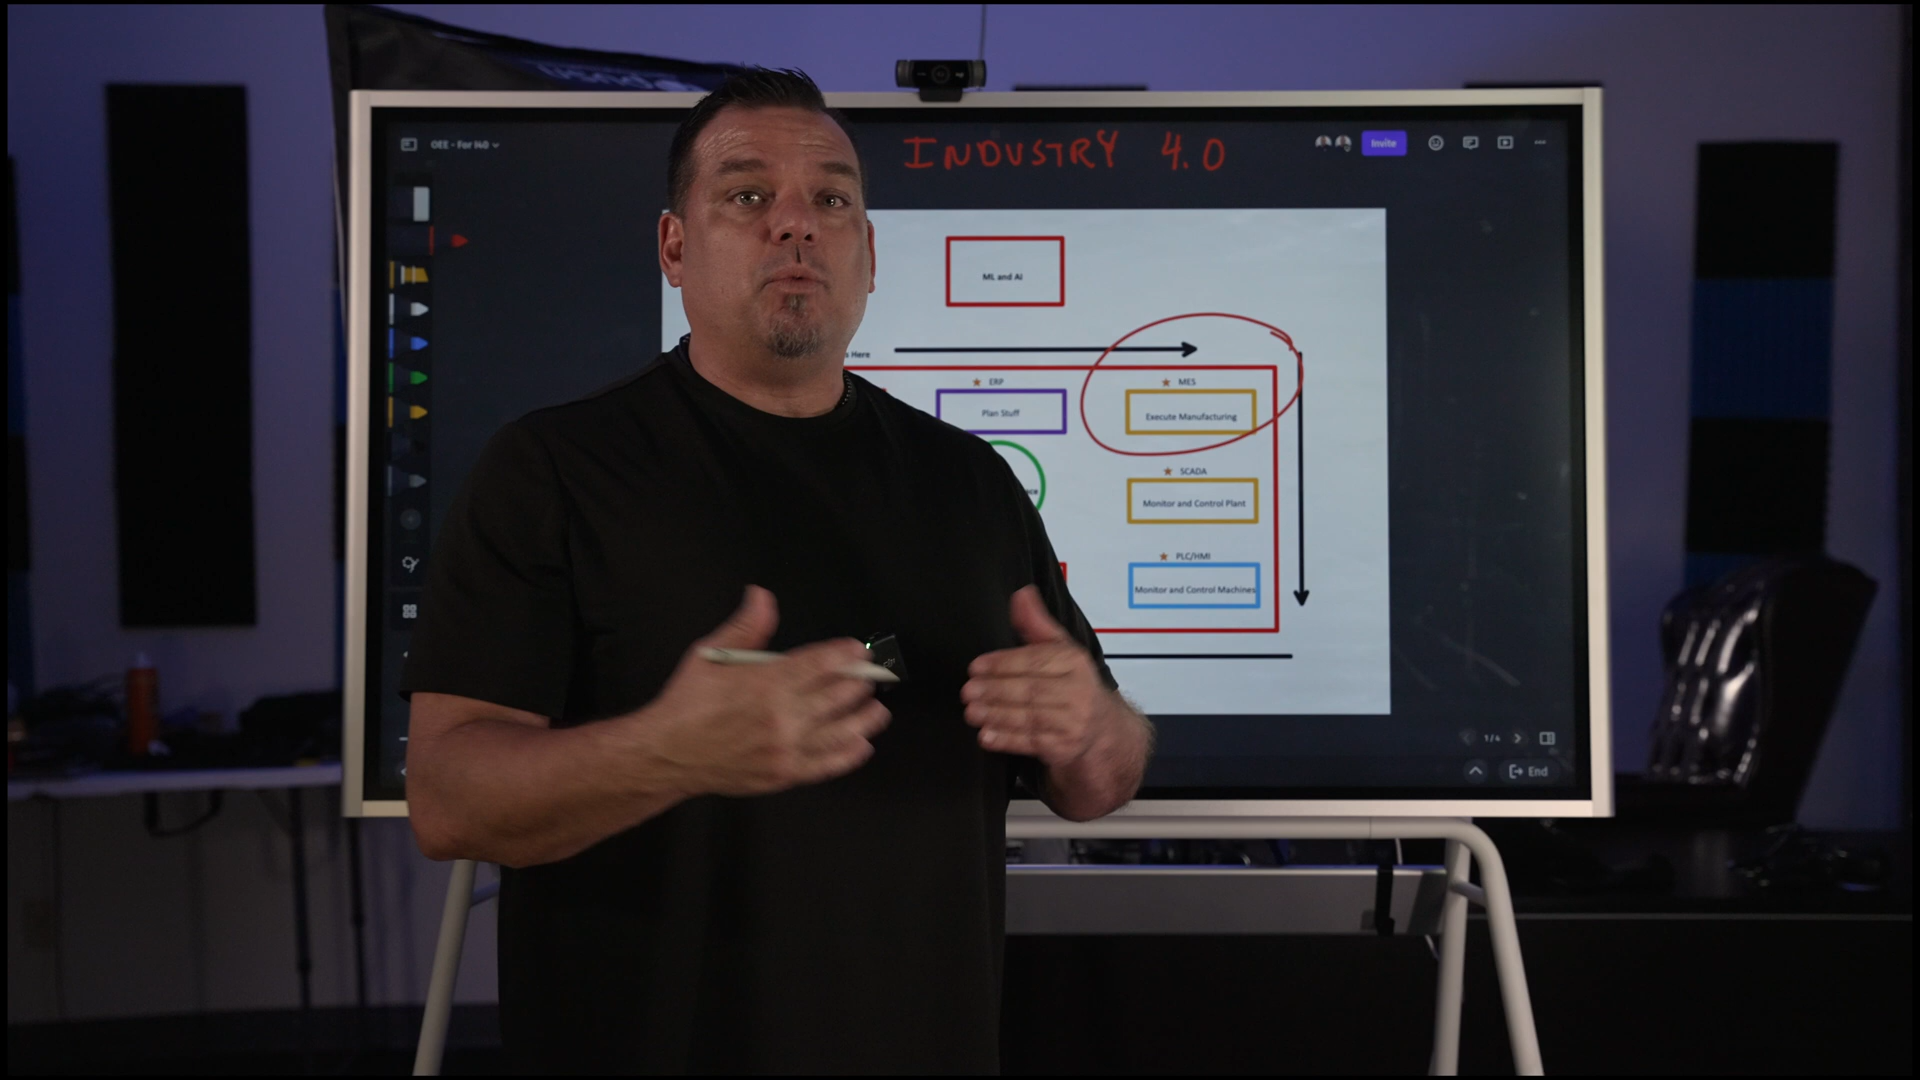 OEE - For I40
INDUSTRY 4.0
Invite
ML and AI
s Here
ERP
MES
Plan Stuff
Execute Manufacturing
SCADA
Monitor and Control Plant
PLC/HMI
Monitor and Control Machines
1/4
End